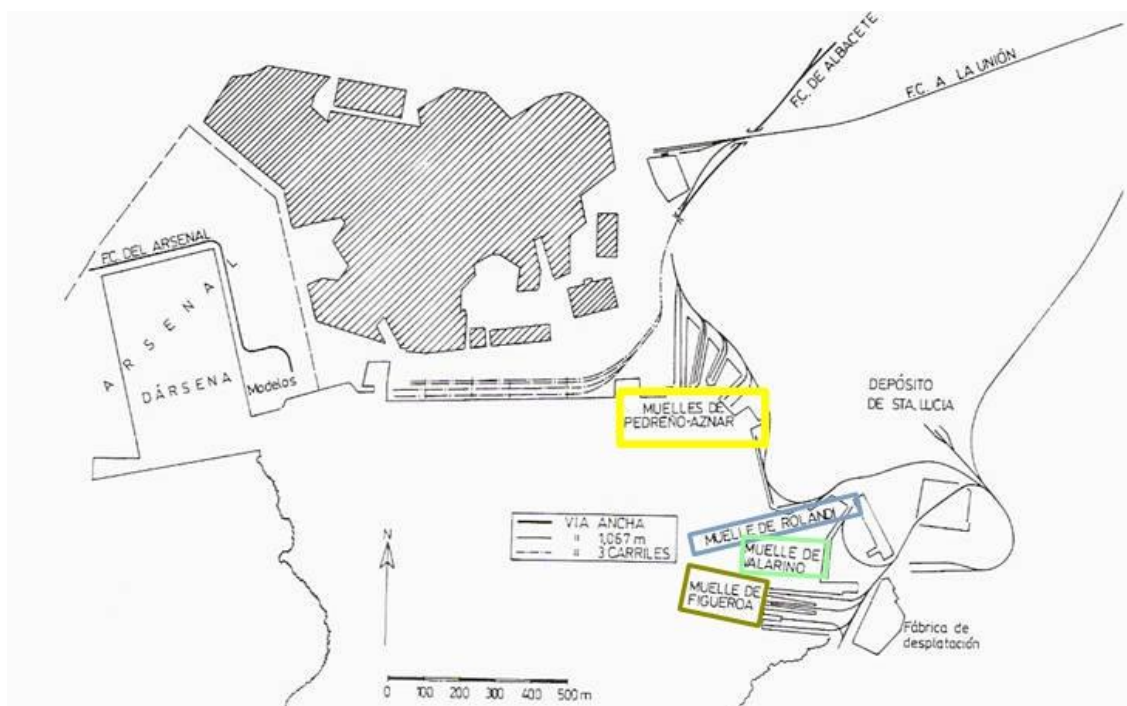 F.C. DE ALBACETE
F.C. A LA UNIÓN
F.C. DEL ARSENAL
ARSENAL
DÁRSENA
Modelos
MUELLES DE
PEDREÑO-AZNAR
DEPÓSITO
DE STA. LUCIA
VIA ANCHA
" 1,067 m
" 3 CARRILES
MUELLE DE ROLANDI
MUELLE DE
VALARINO
MUELLE DE
FIGUEROA
Fábrica de
desplatación
N
0 100 200 300 400 500 m